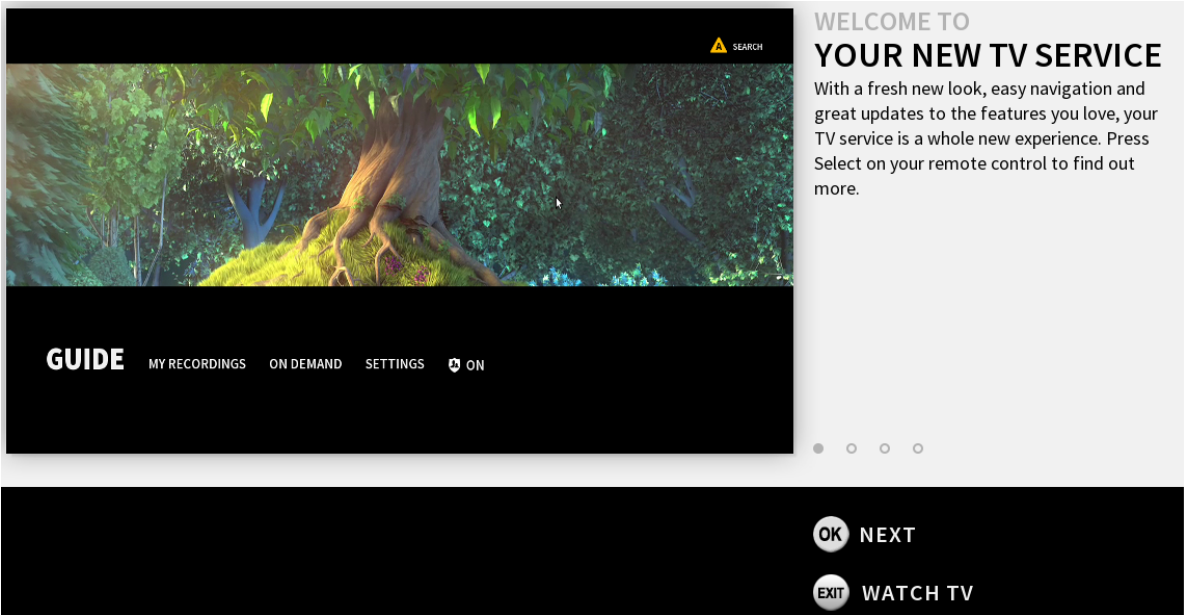 A SEARCH
GUIDE MY RECORDINGS ON DEMAND SETTINGS ON
WELCOME TO
YOUR NEW TV SERVICE
With a fresh new look, easy navigation and
great updates to the features you love, your
TV service is a whole new experience. Press
Select on your remote control to find out
more.
OK NEXT
EXIT WATCH TV